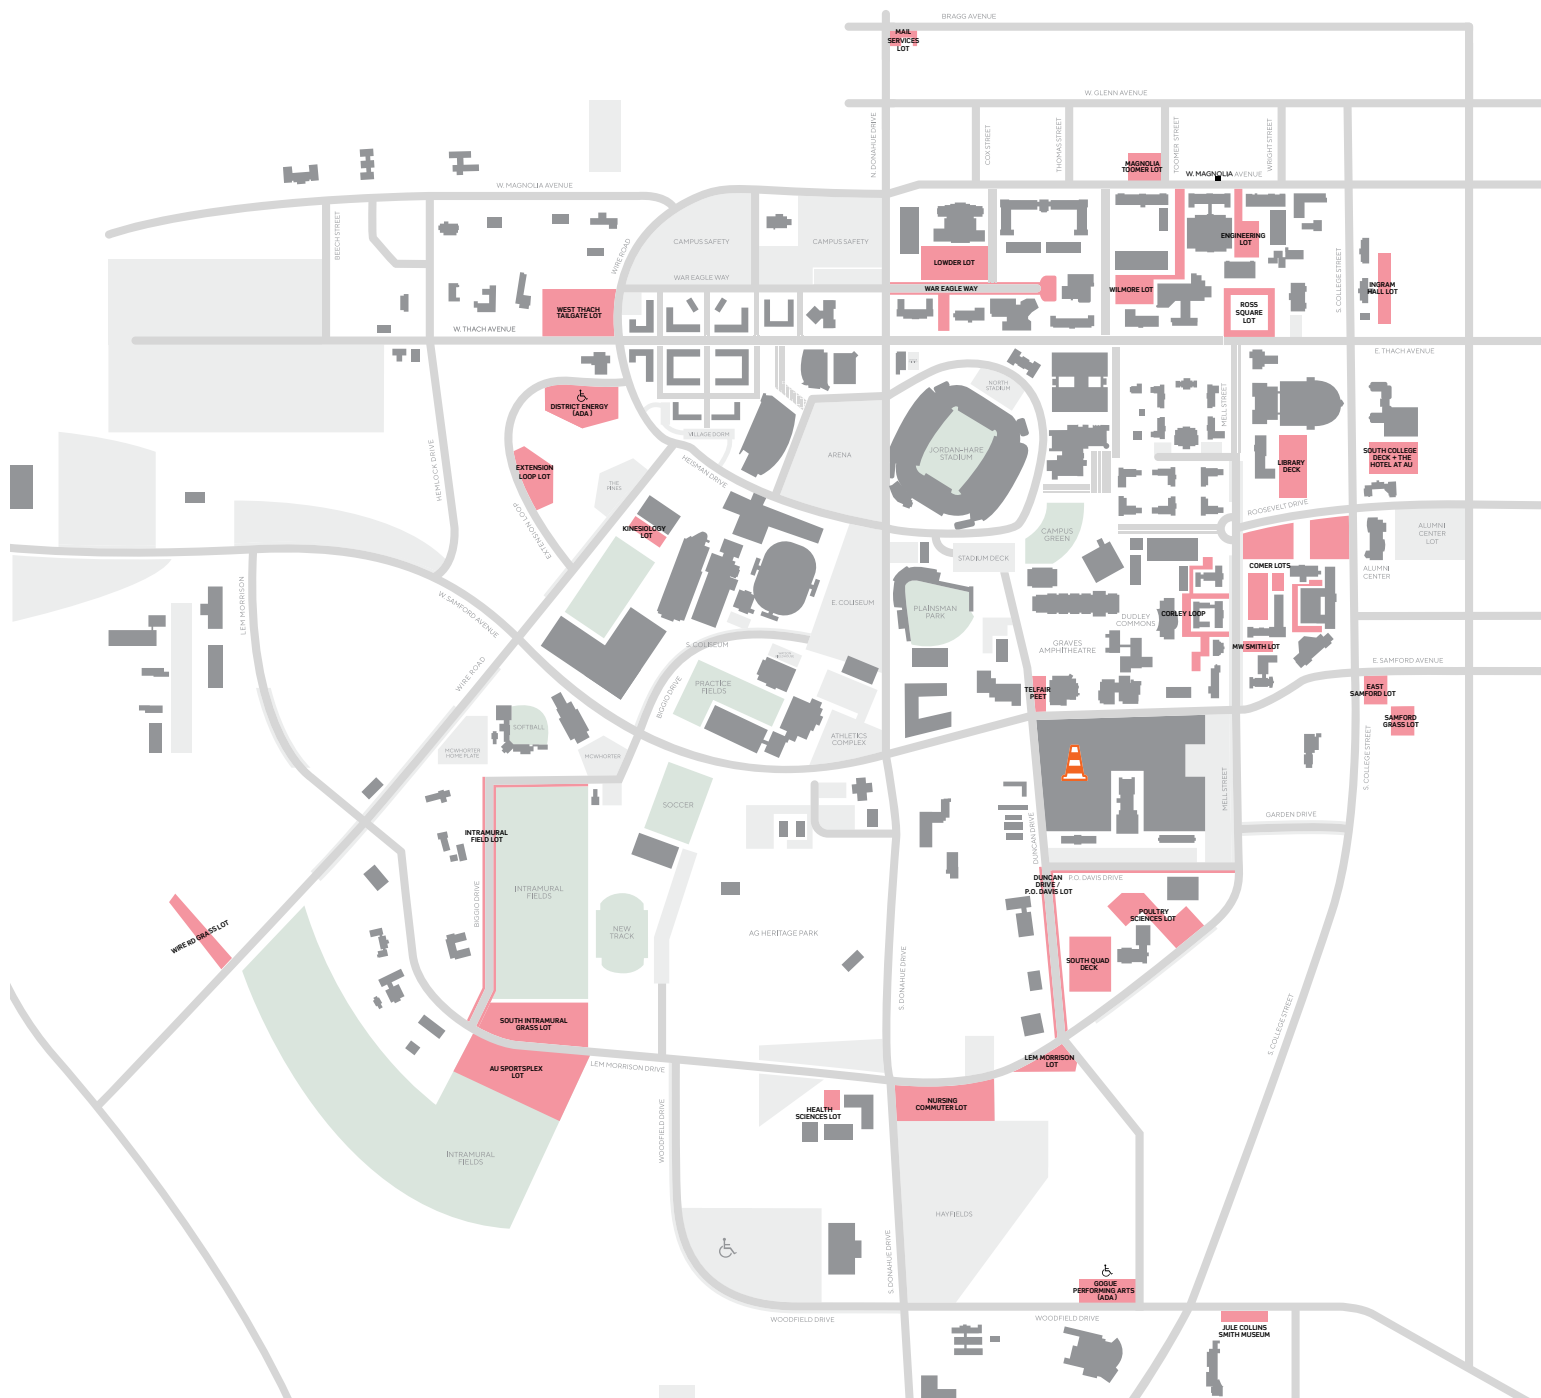 BRAGG AVENUE
MAIL
SERVICES
LOT
W. GLENN AVENUE
N. DONAHUE DRIVE
COX STREET
THOMAS STREET
TOOMER STREET
WRIGHT STREET
MAGNOLIA
TOOMER LOT
W. MAGNOLIA AVENUE
W. MAGNOLIA AVENUE
BEECH STREET
WIRE ROAD
CAMPUS SAFETY
CAMPUS SAFETY
WAR EAGLE WAY
LOWDER LOT
WAR EAGLE WAY
WILMORE LOT
ENGINEERING
LOT
ROSS
SQUARE
LOT
S. COLLEGE STREET
INGRAM
HALL LOT
WEST THACH
TAILGATE LOT
W. THACH AVENUE
E. THACH AVENUE
DISTRICT ENERGY
(ADA)
NORTH
STADIUM
MELL STREET
VILLAGE DORM
HEISMAN DRIVE
ARENA
JORDAN-HARE
STADIUM
HEMLOCK DRIVE
EXTENSION
LOOP LOT
EXTENSION LOOP
THE
PINES
LIBRARY
DECK
SOUTH COLLEGE
DECK + THE
HOTEL AT AU
KINESIOLOGY
LOT
ROOSEVELT DRIVE
CAMPUS
GREEN
ALUMNI
CENTER
LOT
STADIUM DECK
COMER LOTS
ALUMNI
CENTER
LEM MORRISON
W. SAMFORD AVENUE
E. COLISEUM
PLAINSMAN
PARK
DUDLEY
COMMONS
CORLEY LOOP
S. COLISEUM
GRAVES
AMPHITHEATRE
MW SMITH LOT
E. SAMFORD AVENUE
WIRE ROAD
BIGGIO DRIVE
PRACTICE
FIELDS
TELFAIR
PEET
EAST
SAMFORD LOT
SAMFORD
GRASS LOT
SOFTBALL
MCWHORTER
HOME PLATE
MCWHORTER
ATHLETICS
COMPLEX
S. COLLEGE STREET
MELL STREET
SOCCER
GARDEN DRIVE
INTRAMURAL
FIELD LOT
DUNCAN DRIVE
BIGGIO DRIVE
INTRAMURAL
FIELDS
DUNCAN
DRIVE /
P.O. DAVIS LOT
P.O. DAVIS DRIVE
POULTRY
SCIENCES LOT
WIRE RD GRASS LOT
NEW
TRACK
AG HERITAGE PARK
SOUTH QUAD
DECK
S. DONAHUE DRIVE
S. COLLEGE STREET
SOUTH INTRAMURAL
GRASS LOT
AU SPORTSPLEX
LOT
LEM MORRISON DRIVE
LEM MORRISON
LOT
HEALTH
SCIENCES LOT
NURSING
COMMUTER LOT
WOODFIELD DRIVE
INTRAMURAL
FIELDS
HAYFIELDS
S. DONAHUE DRIVE
GOGUE
PERFORMING ARTS
(ADA)
WOODFIELD DRIVE
WOODFIELD DRIVE
JULE COLLINS
SMITH MUSEUM